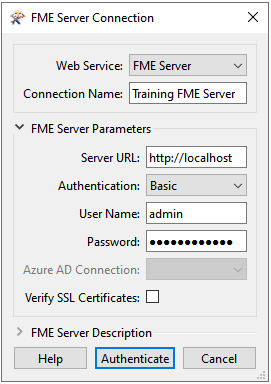 FME Server Connection
Web Service: FME Server
Connection Name: Training FME Server
FME Server Parameters
Server URL: http://localhost
Authentication: Basic
User Name: admin
Password: ●●●●●●●●●●●●
Azure AD Connection:
Verify SSL Certificates:
FME Server Description
Help Authenticate Cancel